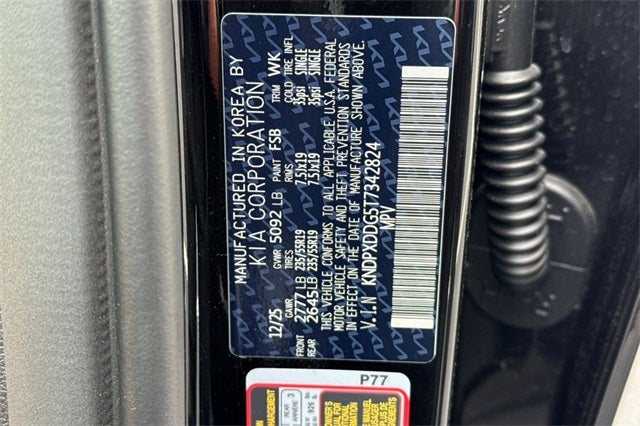 MANUFACTURED IN KOREA BY
KIA CORPORATION
12/25 GVWR 5092 LB PAINT FSB TRIM WK
GAWR TIRES RIMS COLD TIRE INFL
FRONT 2777 LB 235/55R19 7.5Jx19 35psi SINGLE
REAR 2645 LB 235/55R19 7.5Jx19 35psi SINGLE
THIS VEHICLE CONFORMS TO ALL APPLICABLE U.S.A. FEDERAL
MOTOR VEHICLE SAFETY AND THEFT PREVENTION STANDARDS
IN EFFECT ON THE DATE OF MANUFACTURE SHOWN ABOVE.
V.I.N KNDPXDDG5T7342824
MPV
P77
REAR 3
ARRIÈRE